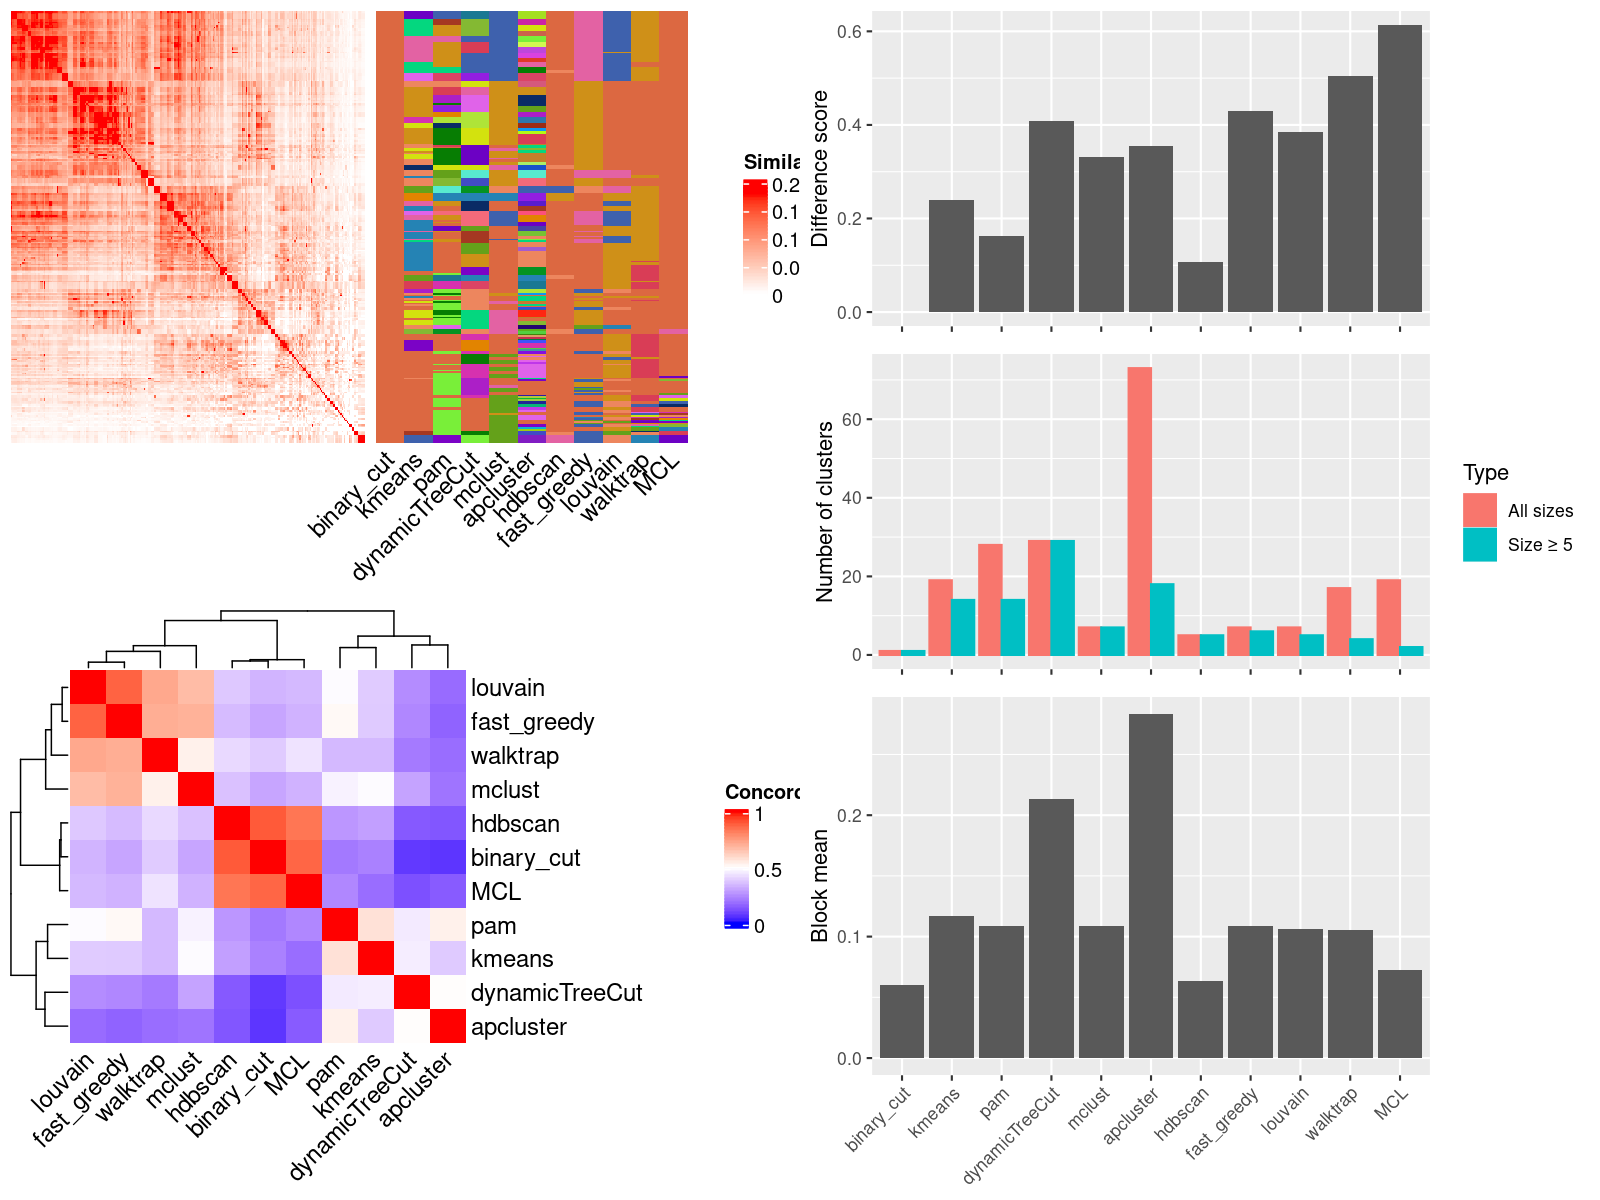 Simila
0.2
0.1
0.1
0.0
0
binary_cut
kmeans
pam
dynamicTreeCut
mclust
apcluster
hdbscan
fast_greedy
louvain
walktrap
MCL
louvain
fast_greedy
walktrap
mclust
hdbscan
binary_cut
MCL
pam
kmeans
dynamicTreeCut
apcluster
louvain
fast_greedy
walktrap
mclust
hdbscan
binary_cut
MCL
pam
kmeans
dynamicTreeCut
apcluster
Concord
1
0.5
0
Difference score
0.6
0.4
0.2
0.0
Number of clusters
60
40
20
0
Type
All sizes
Size ≥ 5
Block mean
0.2
0.1
0.0
binary_cut
kmeans
pam
dynamicTreeCut
mclust
apcluster
hdbscan
fast_greedy
louvain
walktrap
MCL